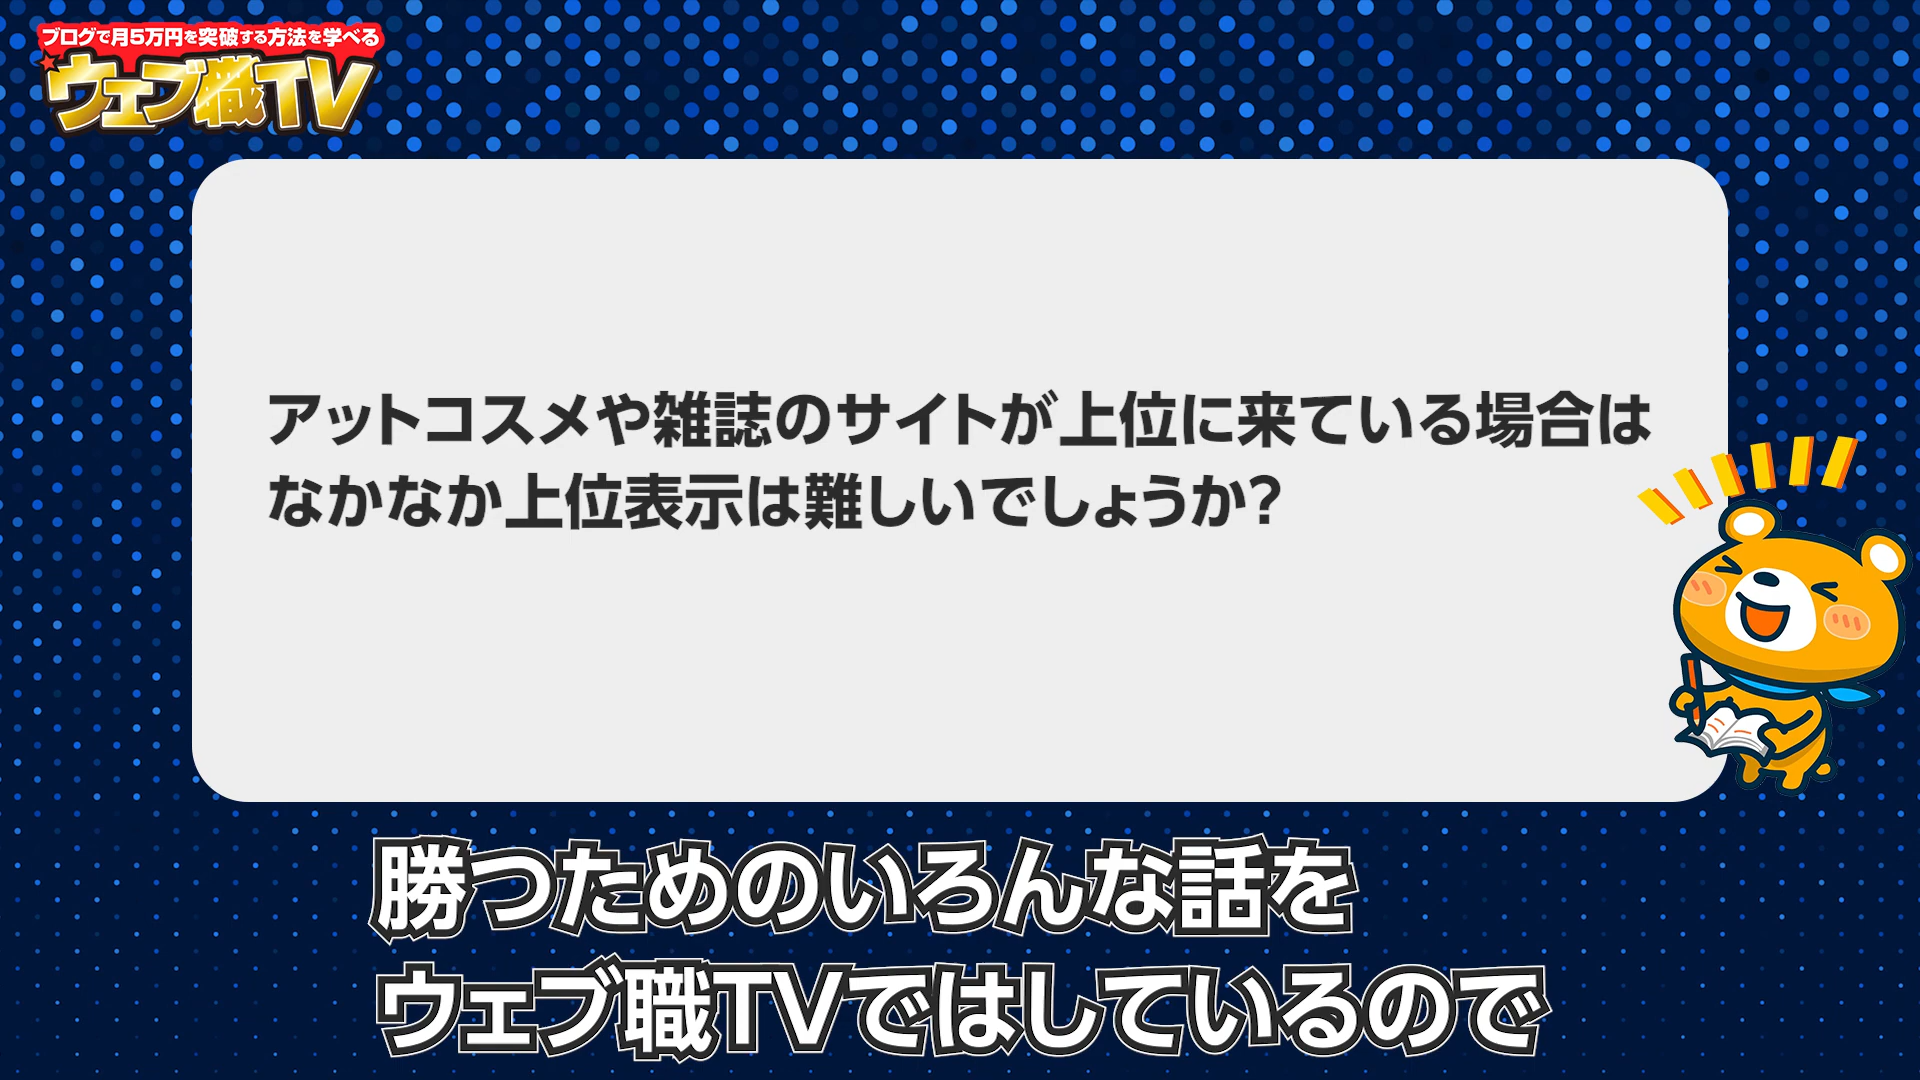 ブログで月5万円を突破する方法を学べる
ウェブ職TV
アットコスメや雑誌のサイトが上位に来ている場合は
なかなか上位表示は難しいでしょうか？
勝つためのいろんな話を
ウェブ職TVではしているので